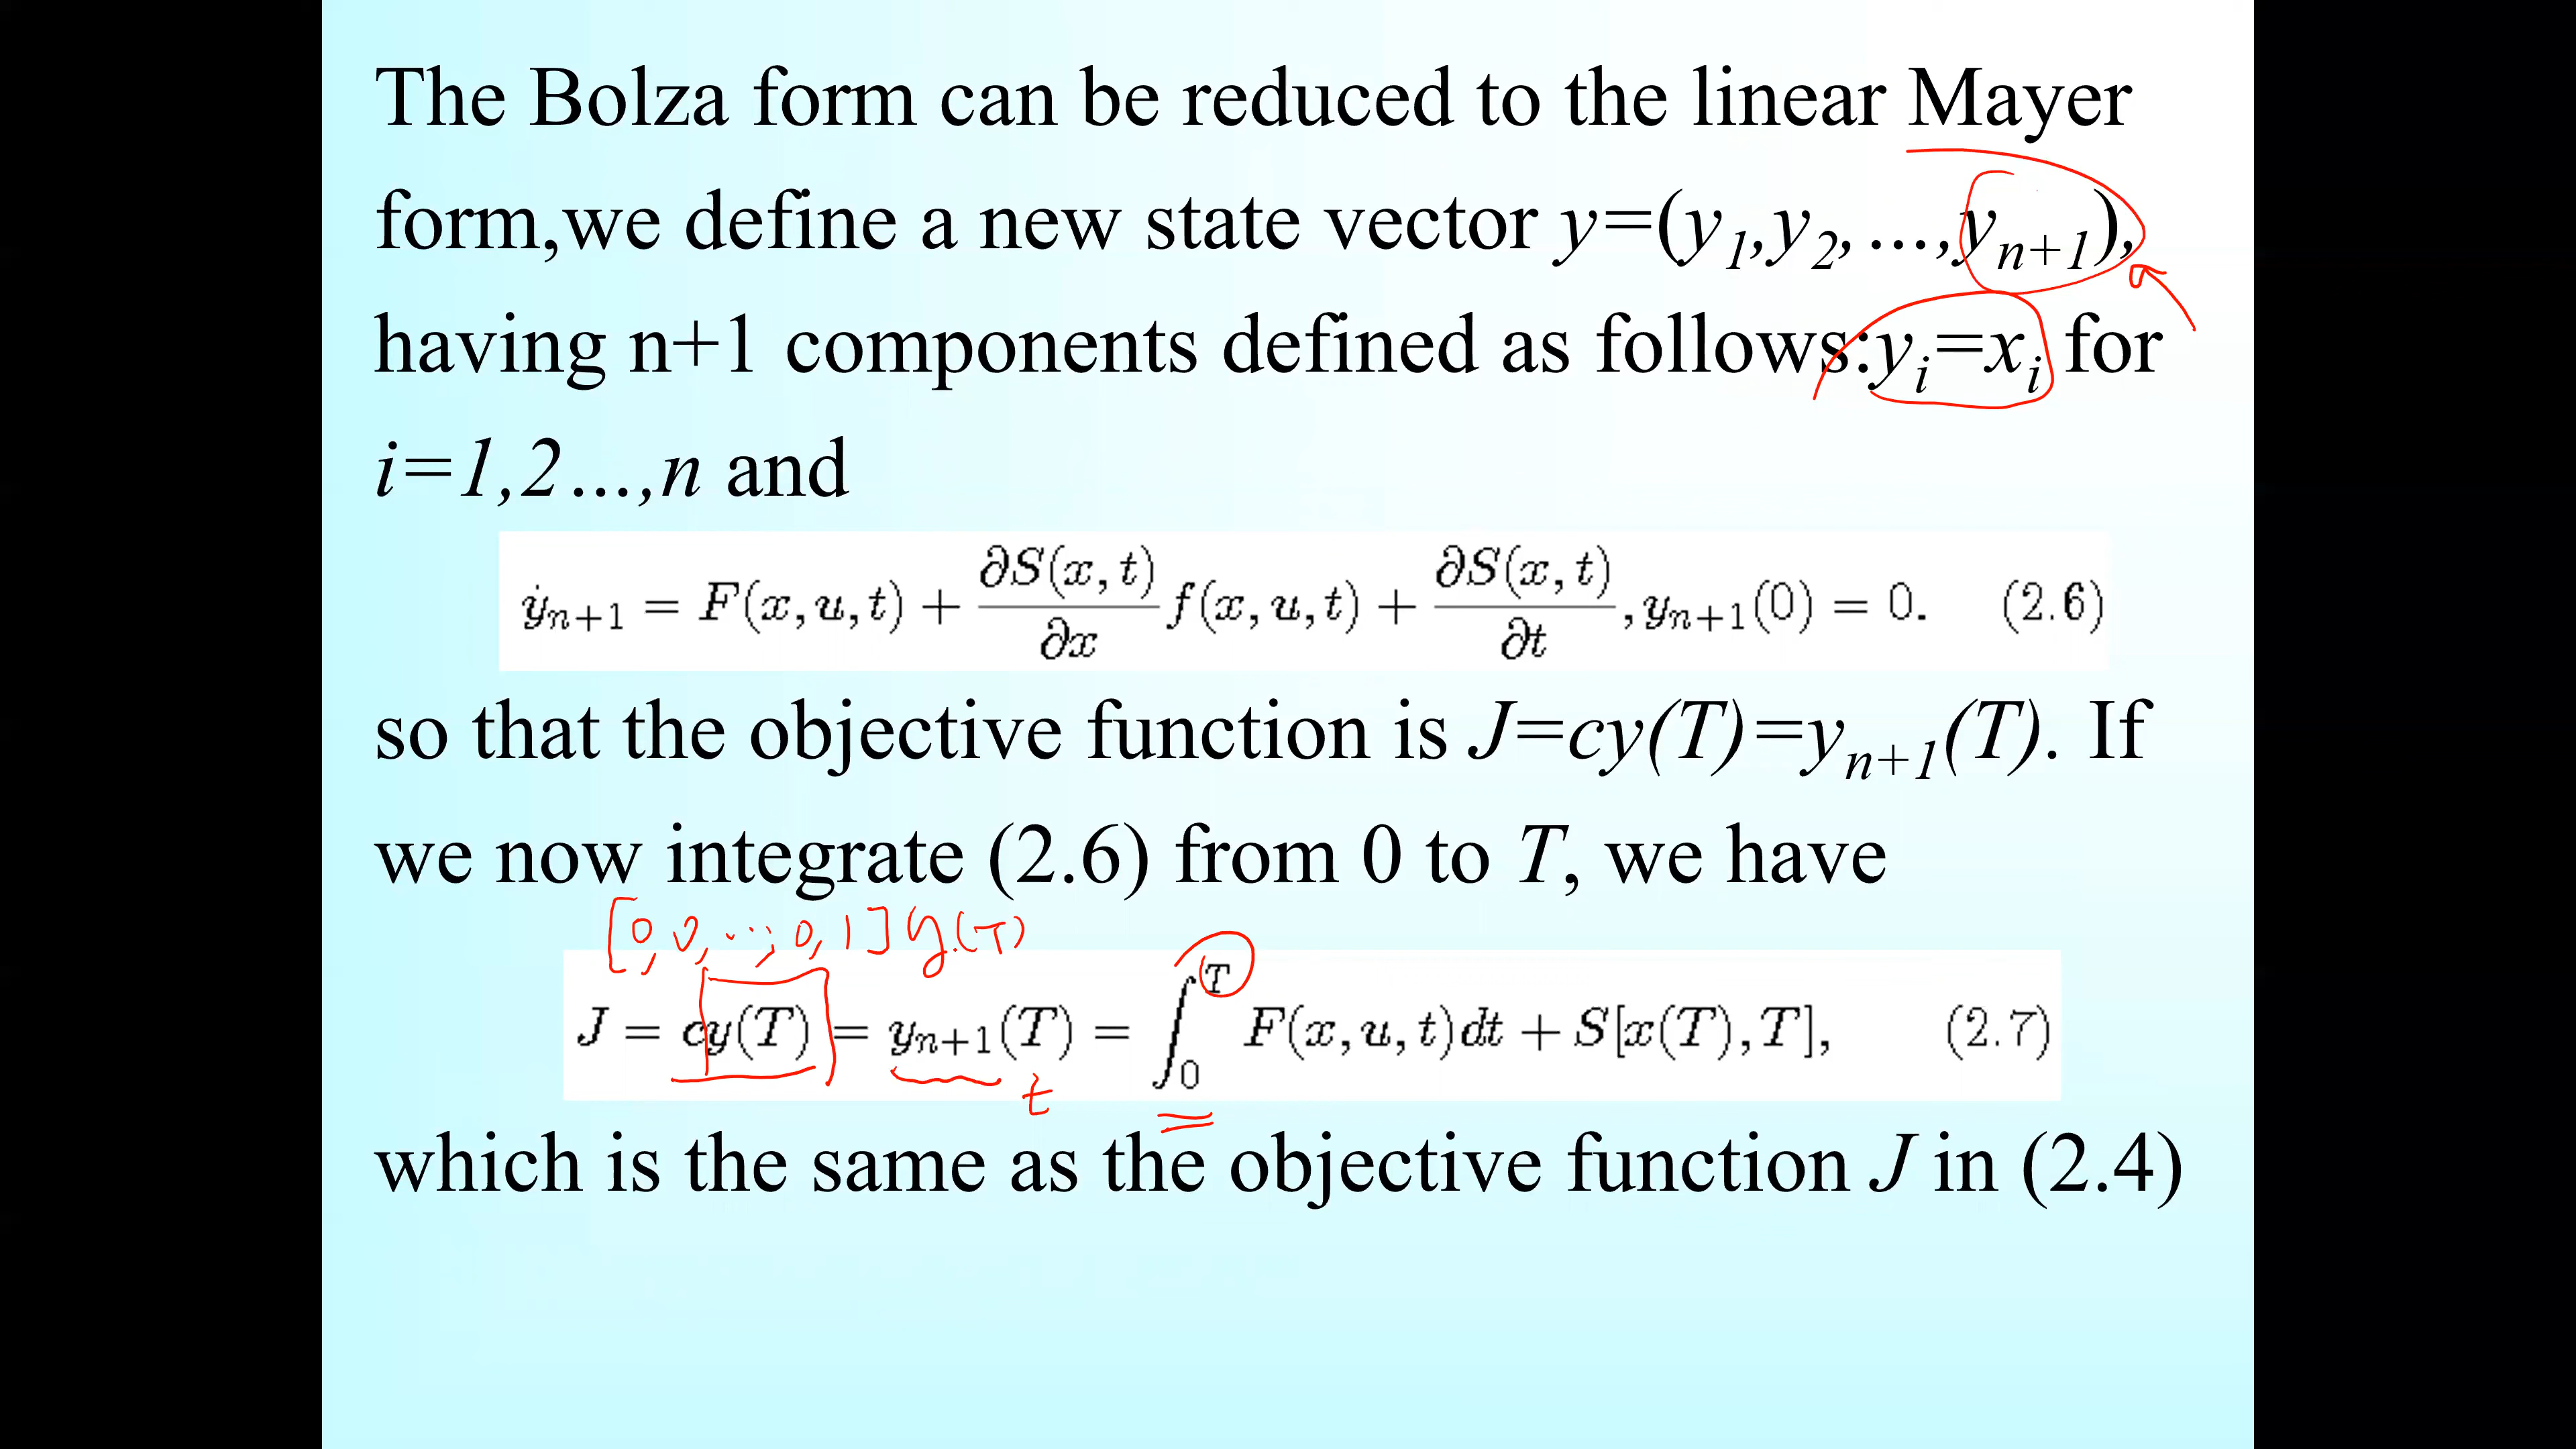 The Bolza form can be reduced to the linear Mayer
form,we define a new state vector y=(y₁,y₂,…,yₙ₊₁),
having n+1 components defined as follows:yᵢ=xᵢ for
i=1,2…,n and
ẏₙ₊₁ = F(x, u, t) + ∂S(x, t)/∂x f(x, u, t) + ∂S(x, t)/∂t , yₙ₊₁(0) = 0. (2.6)
so that the objective function is J=cy(T)=yₙ₊₁(T). If
we now integrate (2.6) from 0 to T, we have
[0, 0, ..., 0, 1] y(T)
J = cy(T) = yₙ₊₁(T) = ∫₀ᵀ F(x, u, t)dt + S[x(T), T], (2.7)
t
which is the same as the objective function J in (2.4)